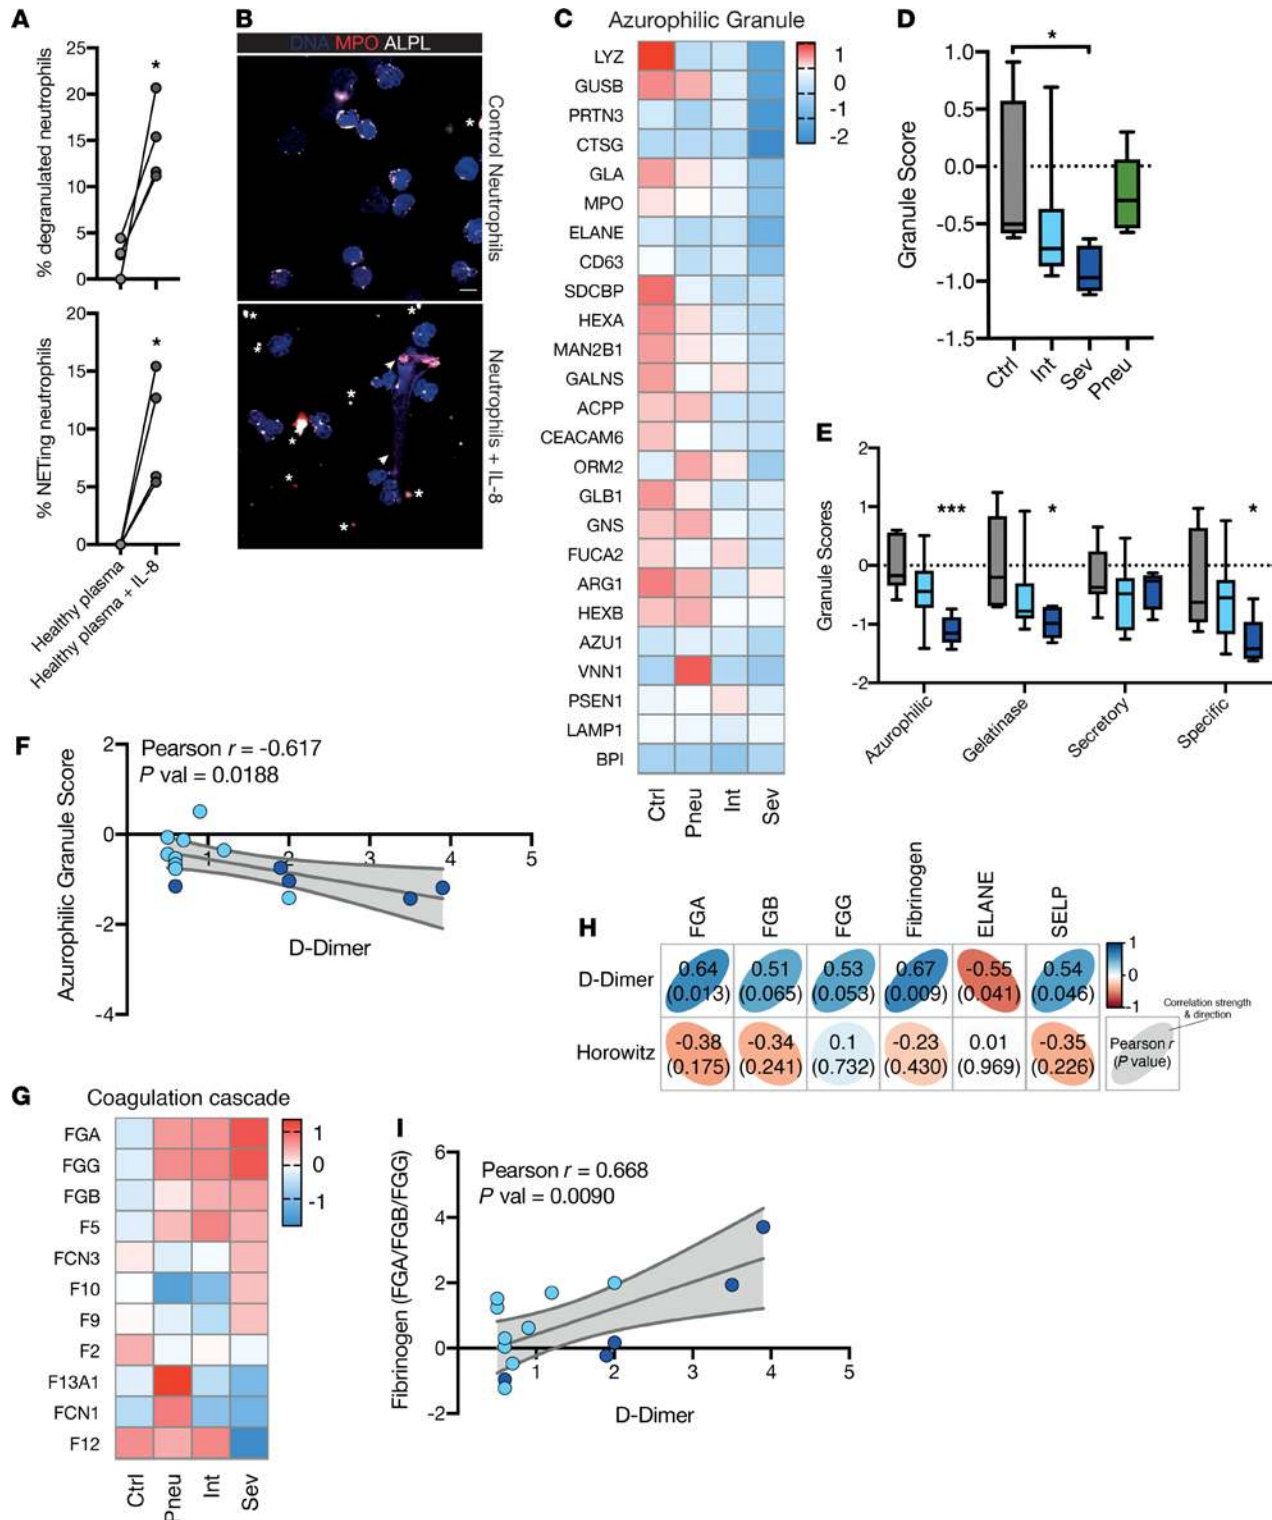 A
% degranulated neutrophils
25
20
15
10
5
0
*
% NETing neutrophils
20
15
10
5
0
*
Healthy plasma
Healthy plasma + IL-8
B
DNA MPO ALPL
Control Neutrophils
Neutrophils + IL-8
C
Azurophilic Granule
LYZ
GUSB
PRTN3
CTSG
GLA
MPO
ELANE
CD63
SDCBP
HEXA
MAN2B1
GALNS
ACPP
CEACAM6
ORM2
GLB1
GNS
FUCA2
ARG1
HEXB
AZU1
VNN1
PSEN1
LAMP1
BPI
Ctrl Pneu Int Sev
1
0
-1
-2
D
Granule Score
1.0
0.5
0.0
-0.5
-1.0
-1.5
*
Ctrl Int Sev Pneu
E
Granule Scores
2
1
0
-1
-2
*** * *
Azurophilic Gelatinase Secretory Specific
F
Azurophilic Granule Score
Pearson r = -0.617
P val = 0.0188
2
0
-2
-4
1 2 3 4 5
D-Dimer
G
Coagulation cascade
FGA
FGG
FGB
F5
FCN3
F10
F9
F2
F13A1
FCN1
F12
Ctrl Pneu Int Sev
1
0
-1
H
FGA FGB FGG Fibrinogen ELANE SELP
D-Dimer
0.64 0.51 0.53 0.67 -0.55 0.54
(0.013) (0.065) (0.053) (0.009) (0.041) (0.046)
Horowitz
-0.38 -0.34 0.1 -0.23 0.01 -0.35
(0.175) (0.241) (0.732) (0.430) (0.969) (0.226)
1
0
-1
Correlation strength
& direction
Pearson r
(P value)
I
Fibrinogen (FGA/FGB/FGG)
Pearson r = 0.668
P val = 0.0090
6
4
2
0
-2
1 2 3 4 5
D-Dimer